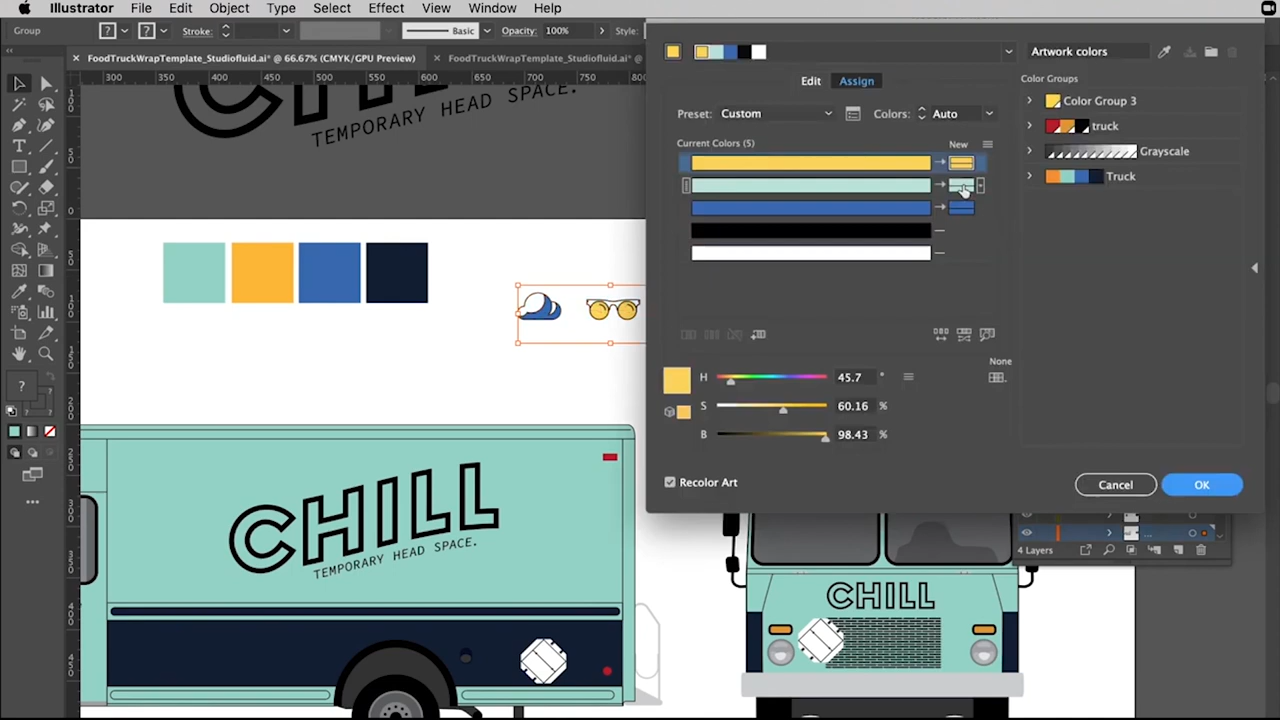 Illustrator File Edit Object Type Select Effect View Window Help
Group ? ? Stroke: Basic Opacity: 100% Style:
× FoodTruckWrapTemplate_Studiofluid.ai* @ 66.67% (CMYK/GPU Preview) × FoodTruckWrapTemplate_Studiofluid.ai* @
300 350 400 450 500 550 600 650 700 750 800
CHILL
TEMPORARY HEAD SPACE.
Artwork colors
Edit Assign
Color Groups
Color Group 3
truck
Grayscale
Truck
Preset: Custom Colors: Auto
Current Colors (5) New
None
H 45.7 °
S 60.16 %
B 98.43 %
Recolor Art
Cancel OK
4 Layers
?
CHILL
TEMPORARY HEAD SPACE.
CHILL